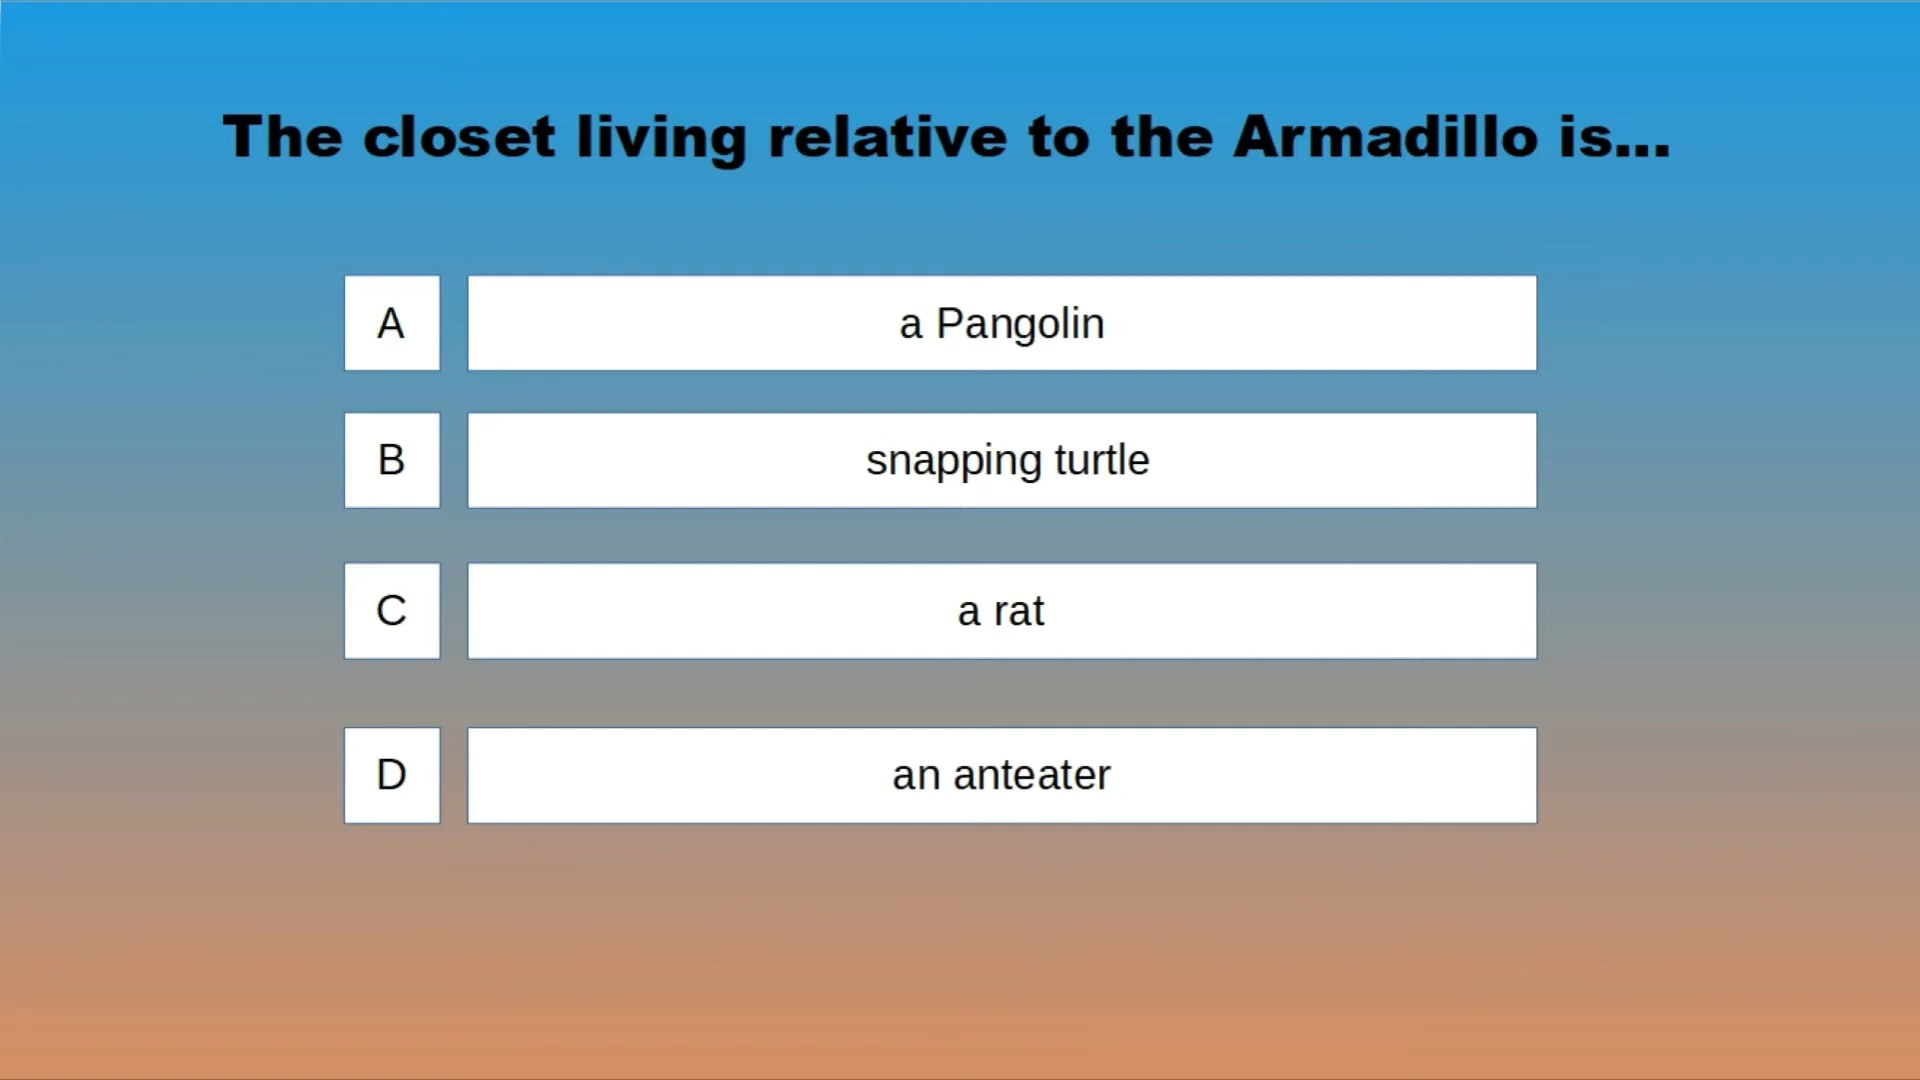 The closet living relative to the Armadillo is...
A a Pangolin
B snapping turtle
C a rat
D an anteater